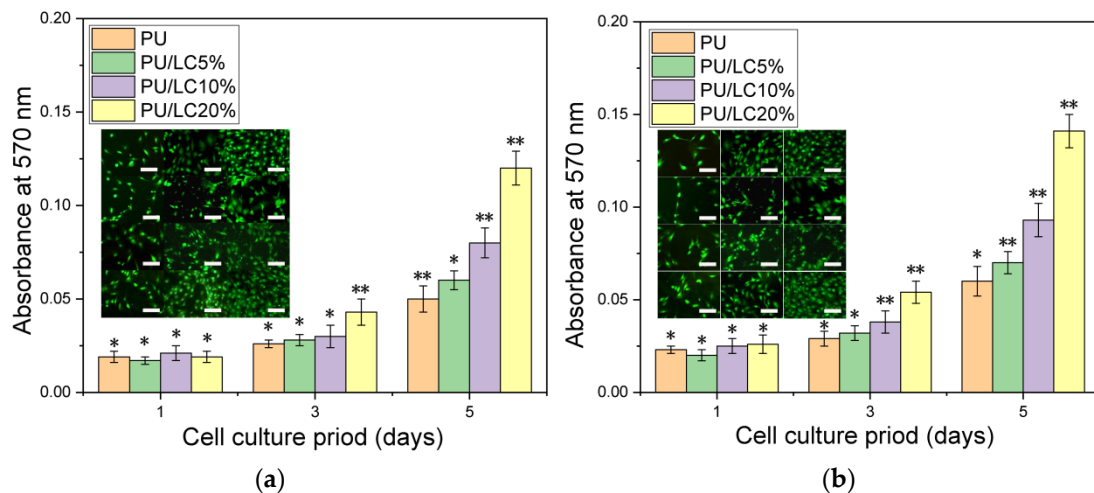 0.20
0.15
0.10
0.05
0.00
Absorbance at 570 nm
PU
PU/LC5%
PU/LC10%
PU/LC20%
* * * *
* * * **
** * ** **
1 3 5
Cell culture priod (days)
(a)
0.20
0.15
0.10
0.05
0.00
Absorbance at 570 nm
PU
PU/LC5%
PU/LC10%
PU/LC20%
* * * *
* * ** **
* ** ** **
1 3 5
Cell culture priod (days)
(b)